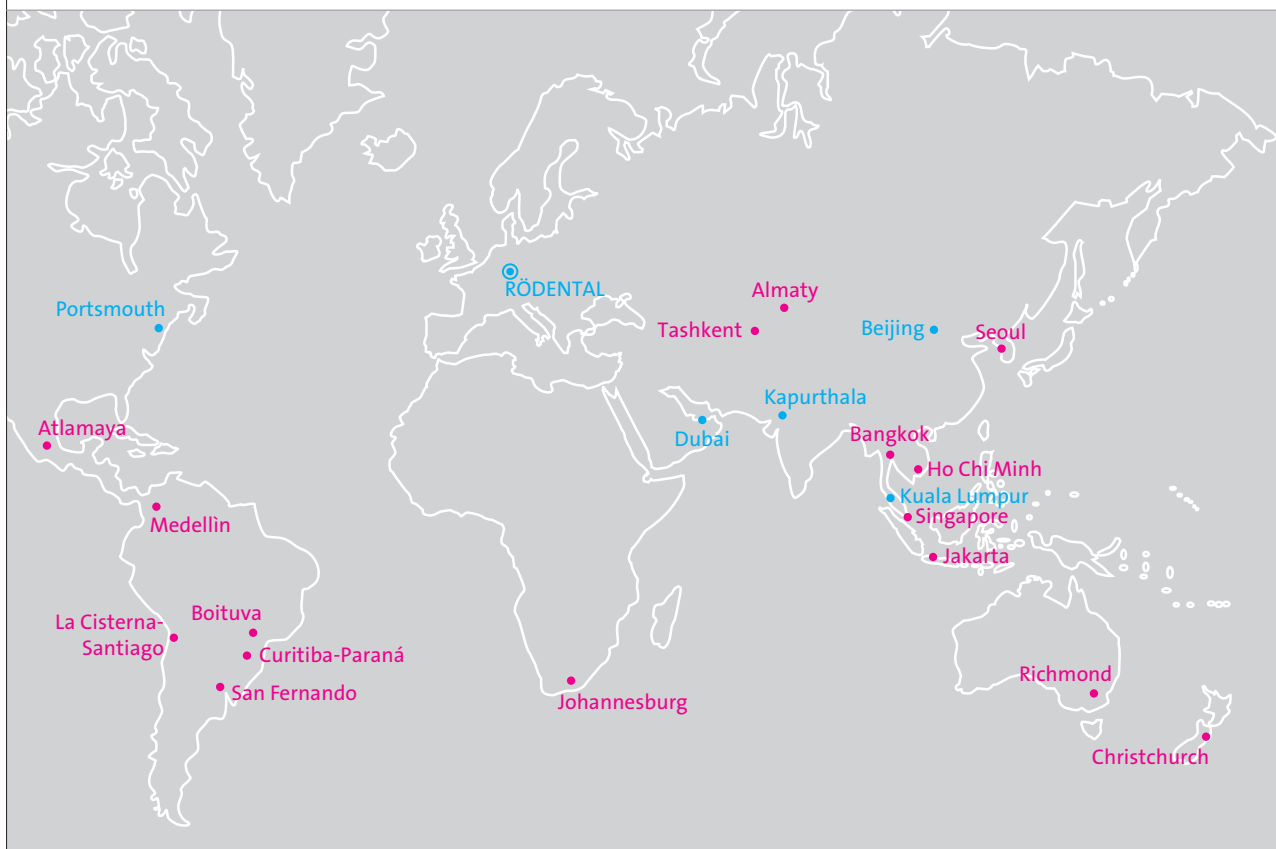 RÖDENTAL
Portsmouth
Almaty
Tashkent
Beijing
Seoul
Kapurthala
Atlamaya
Dubai
Bangkok
Ho Chi Minh
Kuala Lumpur
Singapore
Medellìn
Jakarta
Boituva
La Cisterna-
Santiago
Curitiba-Paraná
Richmond
San Fernando
Johannesburg
Christchurch